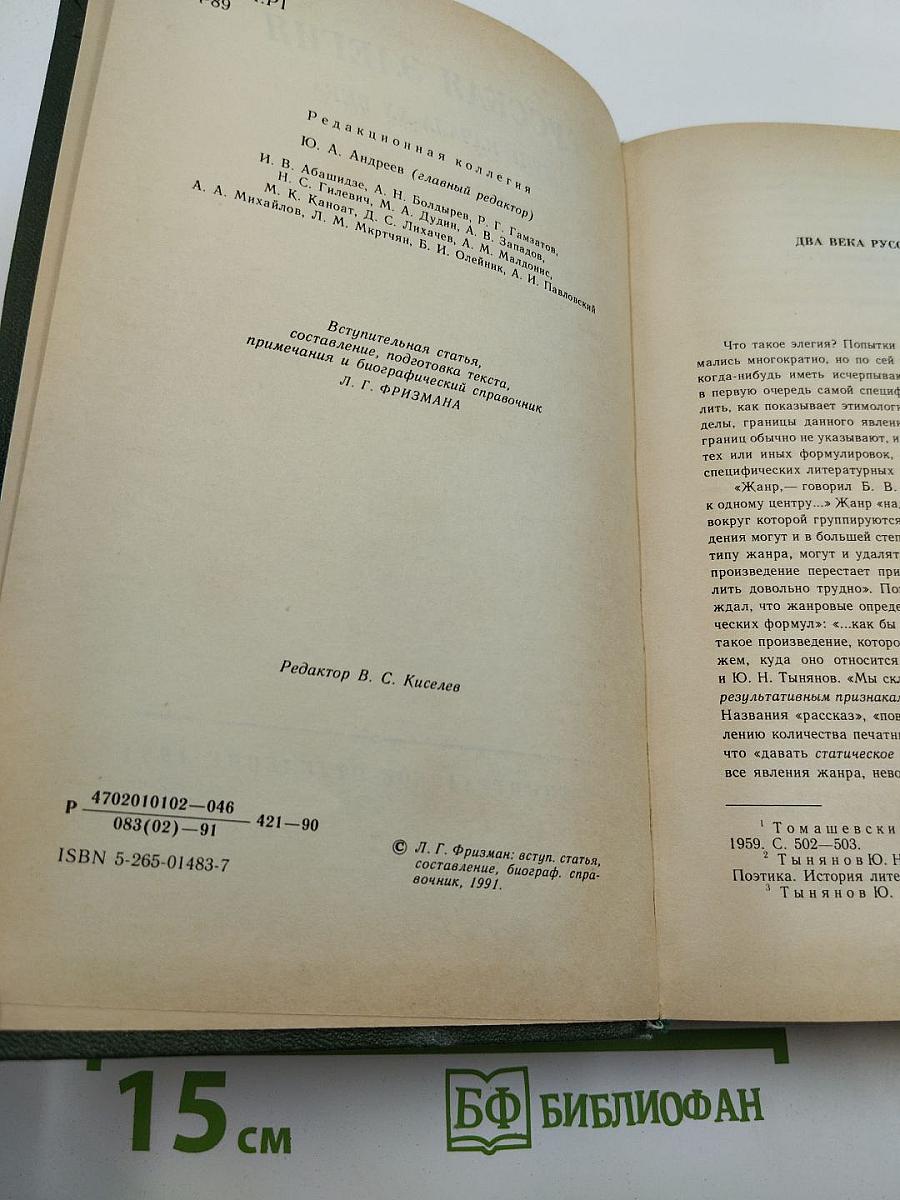 –89
Редакционная коллегия
Ю. А. Андреев (главный редактор)
И. В. Абашидзе, А. Н. Болдырев, Р. Г. Гамзатов,
Н. С. Гилевич, М. А. Дудин, А. В. Западов,
М. К. Каноат, Д. С. Лихачев, А. М. Малдонис,
А. А. Михайлов, Л. М. Мкртчян, Б. И. Олейник, А. И. Павловский
Вступительная статья,
составление, подготовка текста,
примечания и биографический справочник
Л. Г. ФРИЗМАНА
Редактор В. С. Киселев
Р 4702010102—046
083(02)—91 421—90
ISBN 5-265-01483-7
© Л. Г. Фризман: вступ. статья,
составление, биограф. спра-
вочник, 1991.
ДВА ВЕКА РУСС
Что такое элегия? Попытки
мались многократно, но по сей
когда-нибудь иметь исчерпываю
в первую очередь самой специф
лить, как показывает этимологи
делы, границы данного явлени
границ обычно не указывают, и
тех или иных формулировок,
специфических литературных
«Жанр,— говорил Б. В.
к одному центру...» Жанр «на
вокруг которой группируются
дения могут и в большей степ
типу жанра, могут и удалят
произведение перестает при
лить довольно трудно». Поэ
ждал, что жанровые опреде
ческих формул»: «...как бы
такое произведение, которо
жем, куда оно относится
и Ю. Н. Тынянов. «Мы скл
результативным признака
Названия «рассказ», «пов
лению количества печатн
что «давать статическое
все явления жанра, нево
1 Томашевски
1959. С. 502—503.
2 Тынянов Ю. Н
Поэтика. История лите
3 Тынянов Ю.
15 см
БФ БИБЛИОФАН